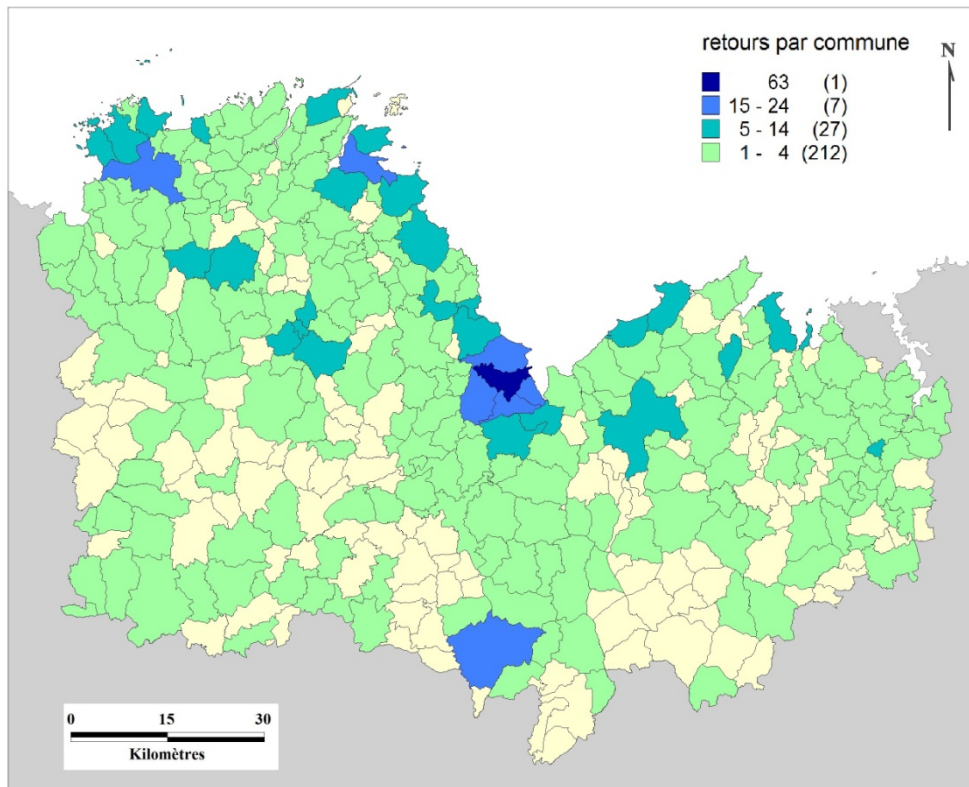 retours par commune
N
63 (1)
15 - 24 (7)
5 - 14 (27)
1 - 4 (212)
0 15 30
Kilomètres